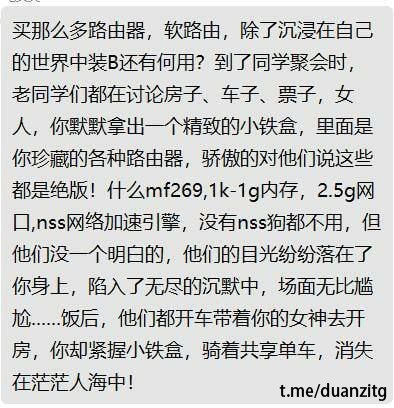 买那么多路由器，软路由，除了沉浸在自己
的世界中装B还有何用？到了同学聚会时，
老同学们都在讨论房子、车子、票子，女
人，你默默拿出一个精致的小铁盒，里面是
你珍藏的各种路由器，骄傲的对他们说这些
都是绝版！什么mf269,1k-1g内存，2.5g网
口,nss网络加速引擎，没有nss狗都不用，但
他们没一个明白的，他们的目光纷纷落在了
你身上，陷入了无尽的沉默中，场面无比尴
尬……饭后，他们都开车带着你的女神去开
房，你却紧握小铁盒，骑着共享单车，消失
在茫茫人海中！
t.me/duanzitg